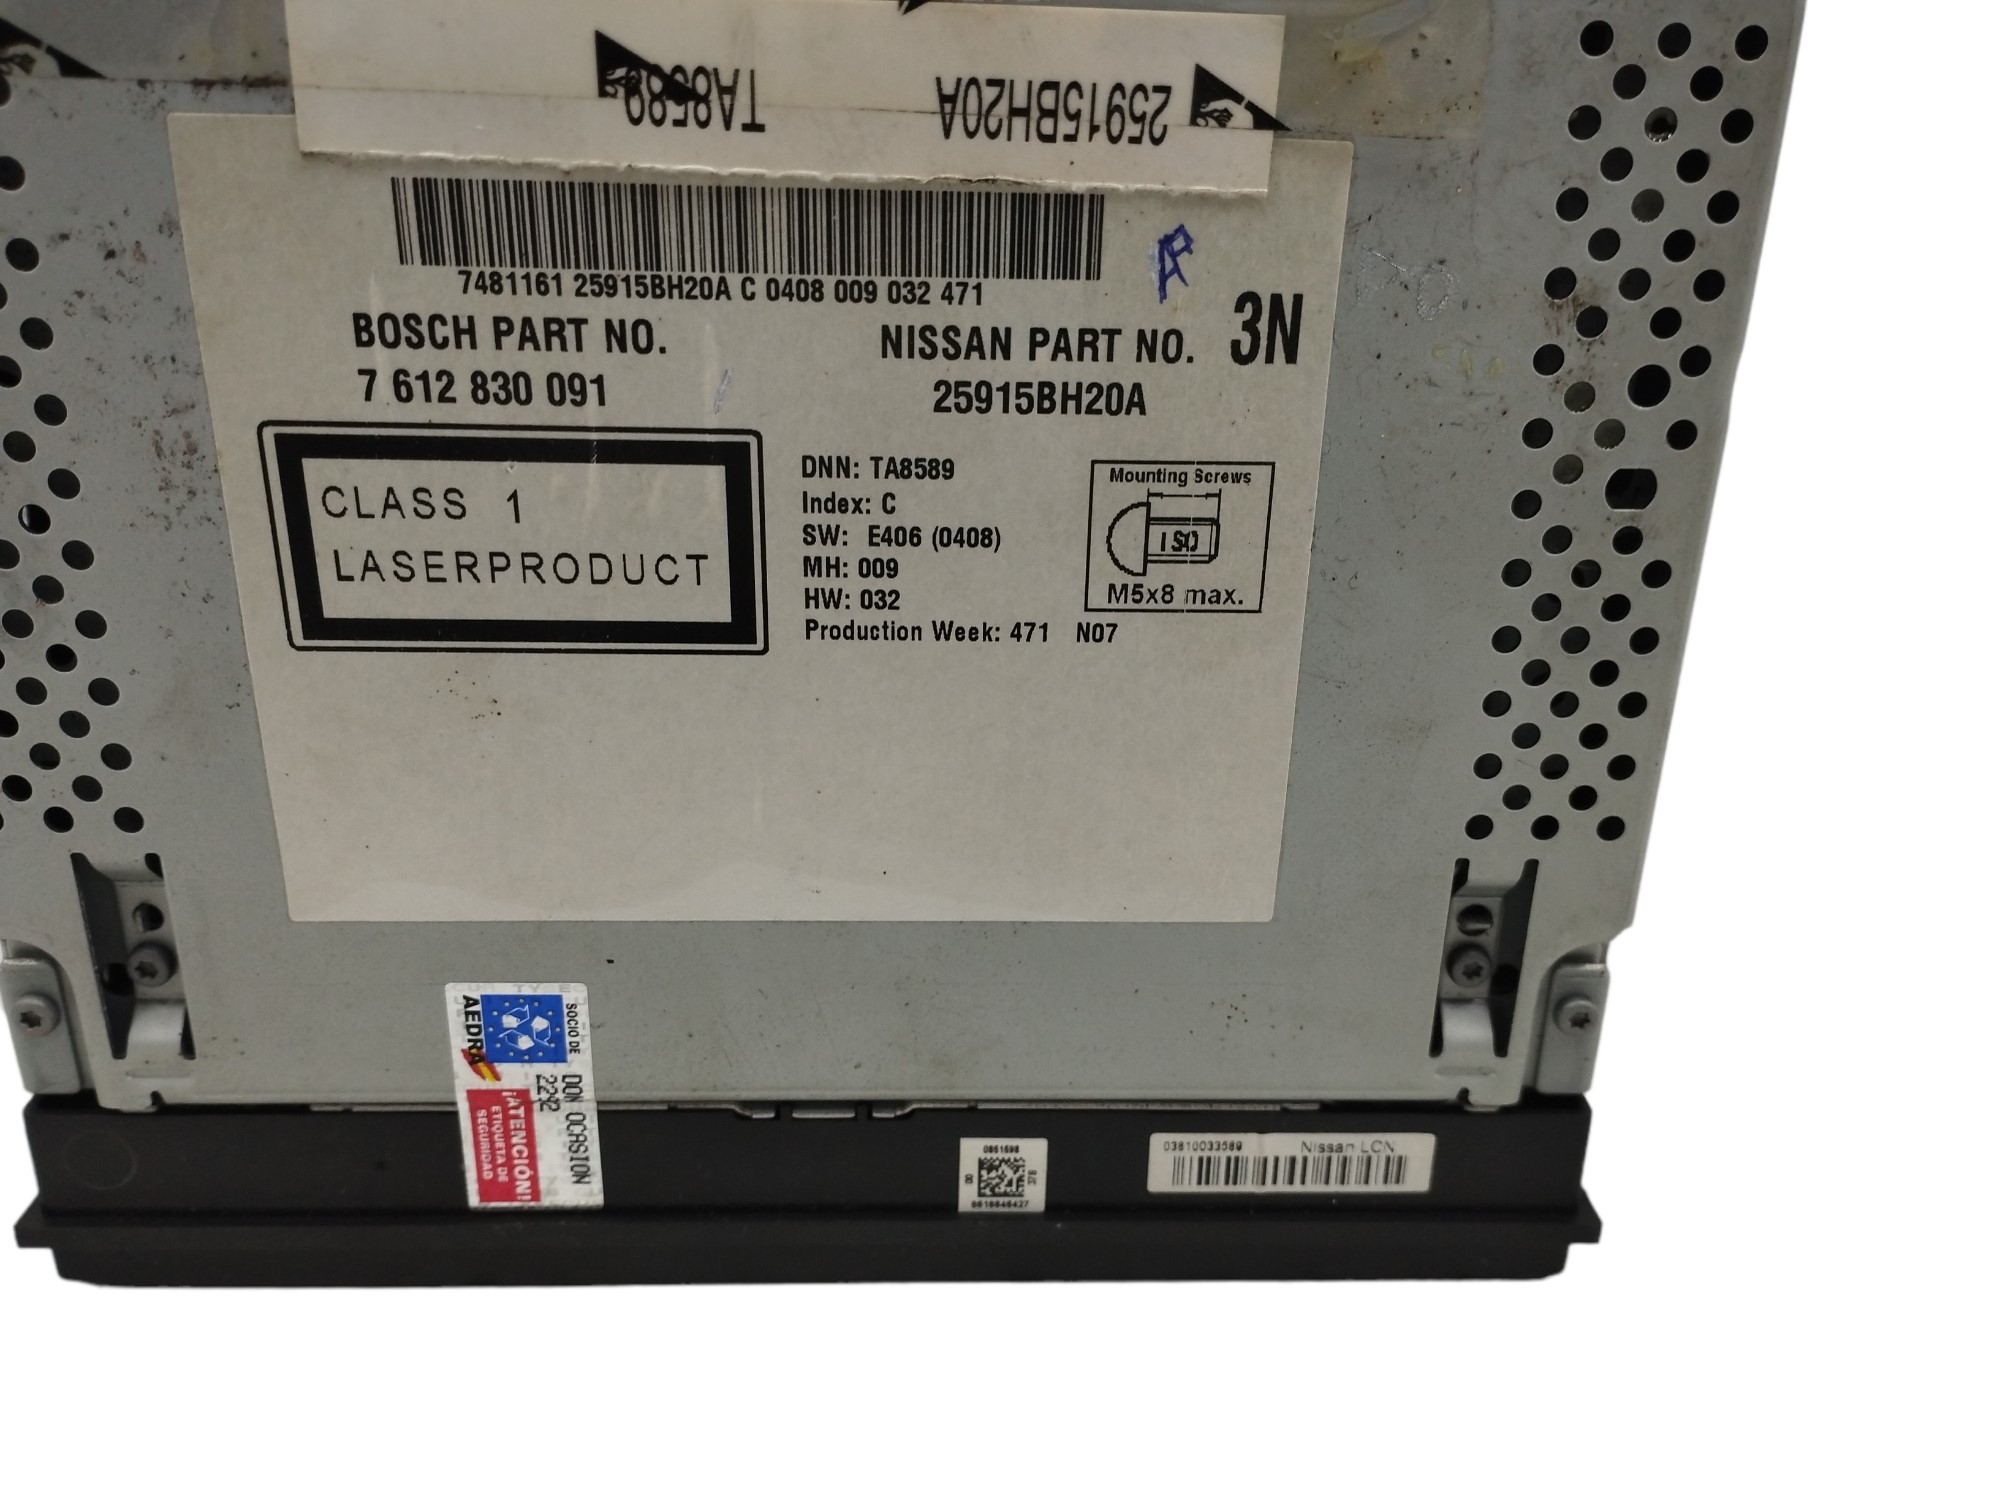 TA8589
25915BH20A
7481161 25915BH20A C 0408 009 032 471
BOSCH PART NO.
7 612 830 091
NISSAN PART NO.
25915BH20A
3N
CLASS 1
LASERPRODUCT
DNN: TA8589
Index: C
SW: E406 (0408)
MH: 009
HW: 032
Production Week: 471 N07
Mounting Screws
ISO
M5x8 max.
SOCIO DE
AEDRA
DON OCASION
2292
¡ATENCIÓN!
ETIQUETA DE
SEGURIDAD
03810033589 Nissan LCN